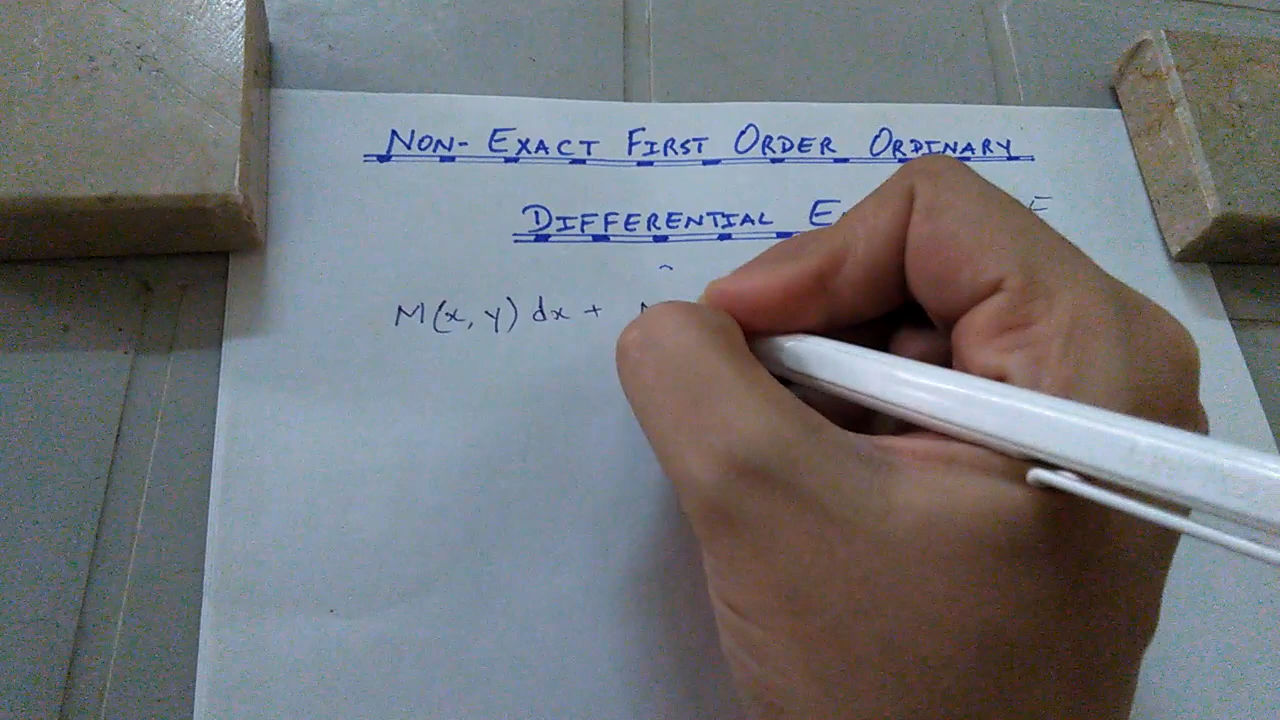 NON-EXACT FIRST ORDER ORDINARY
DIFFERENTIAL
M(x, y) dx +